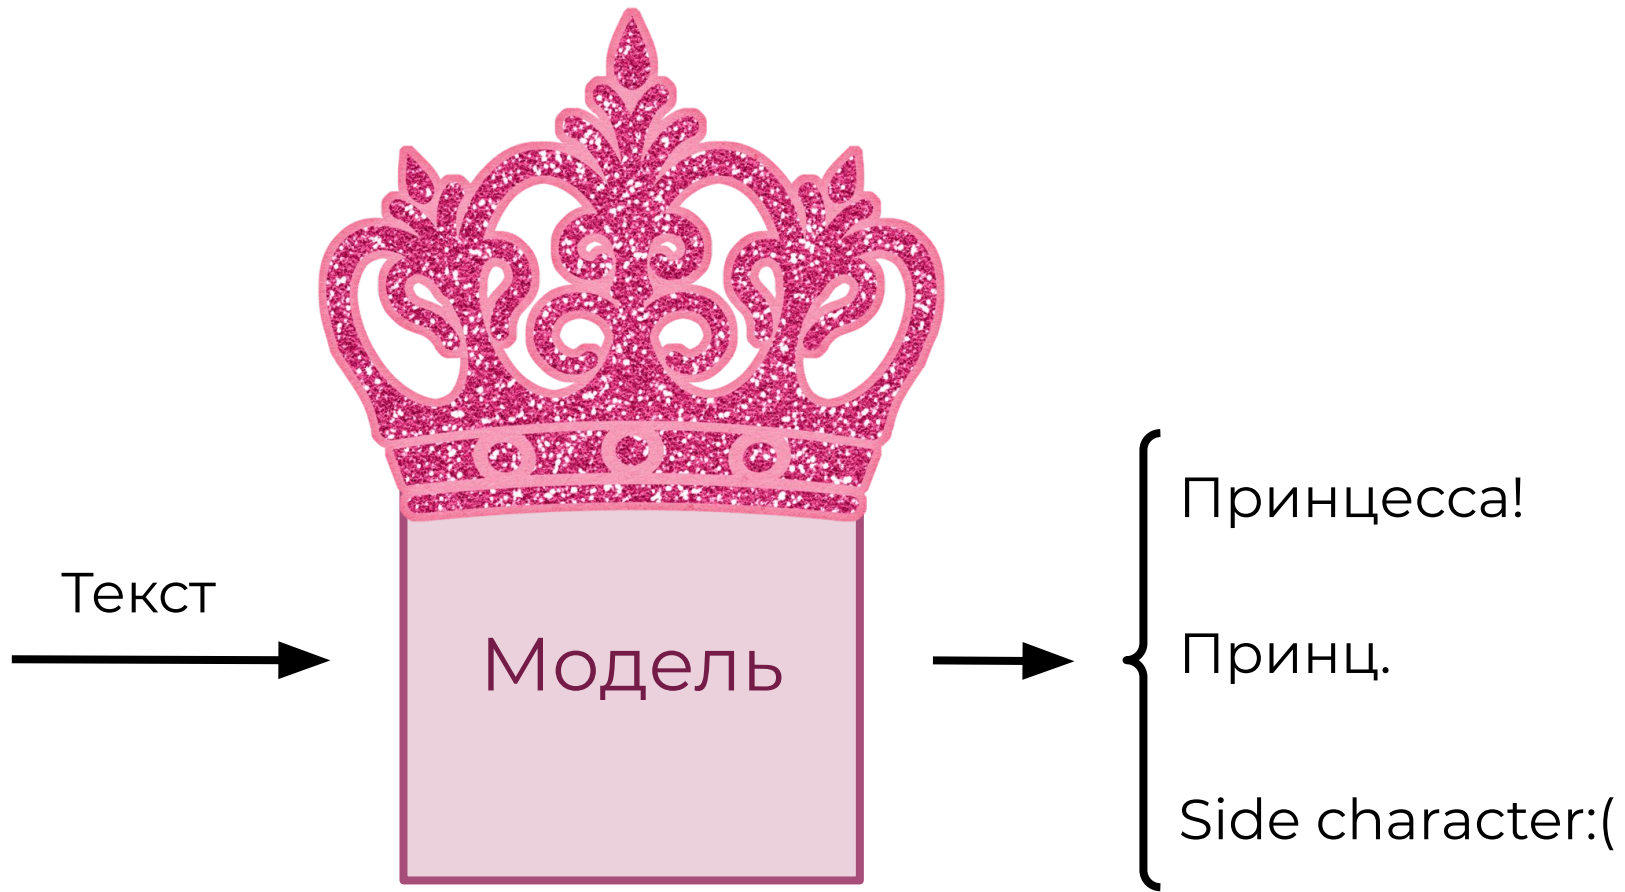 Текст
Модель
Принцесса!
Принц.
Side character:(